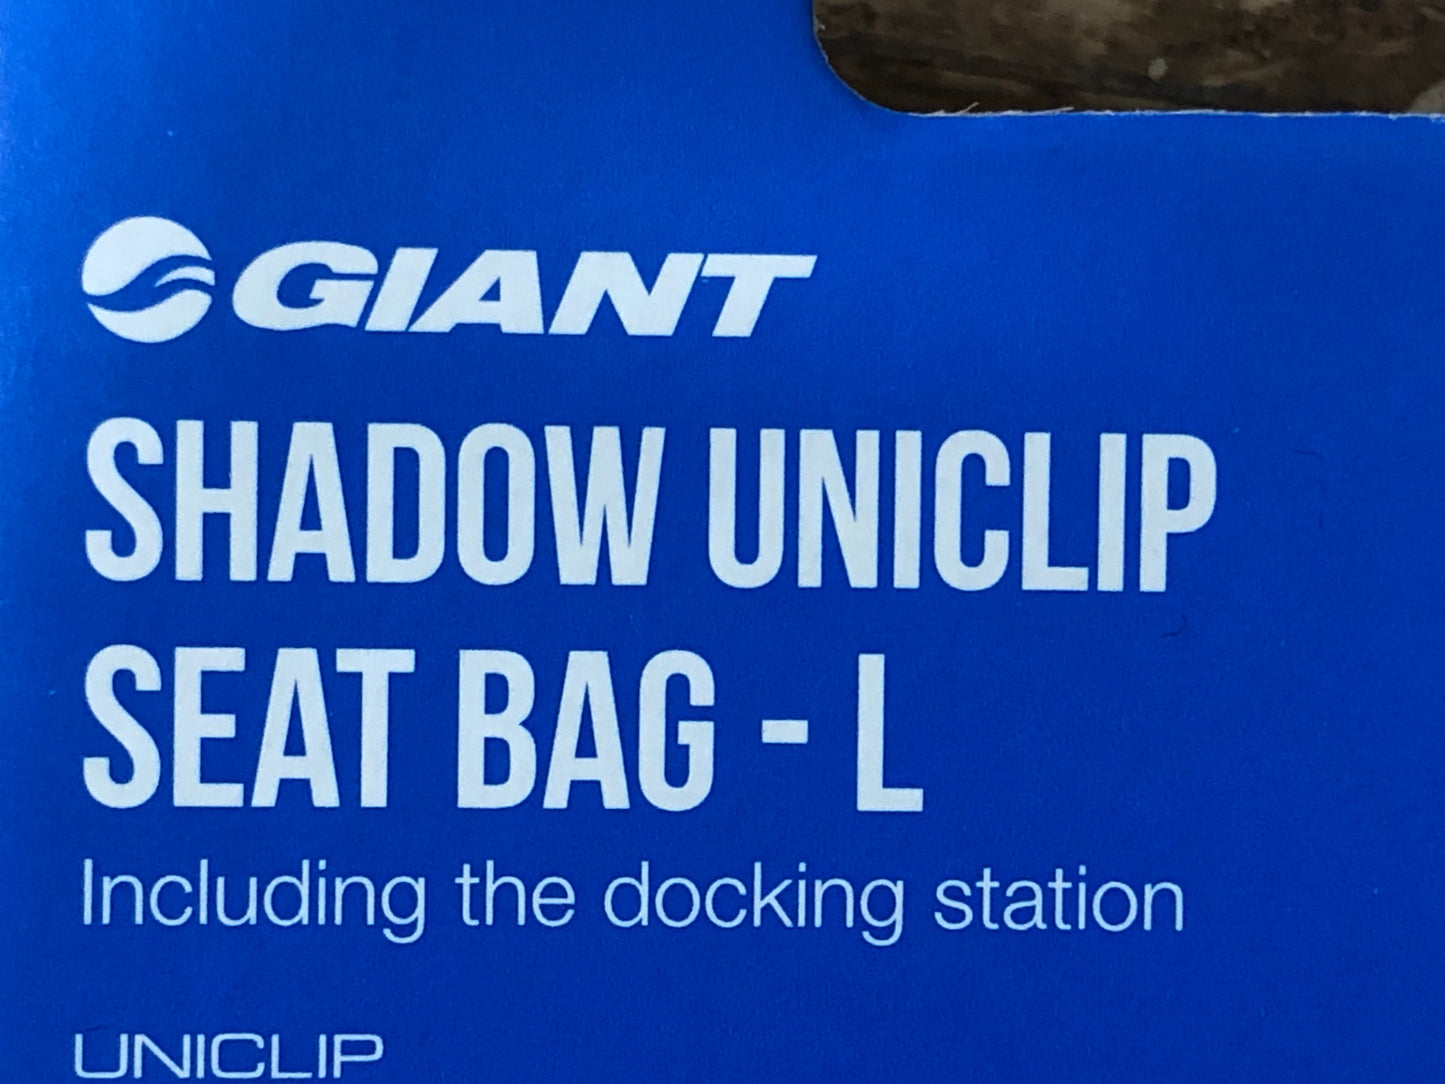 GIANT
SHADOW UNICLIP
SEAT BAG - L
Including the docking station
UNICLIP